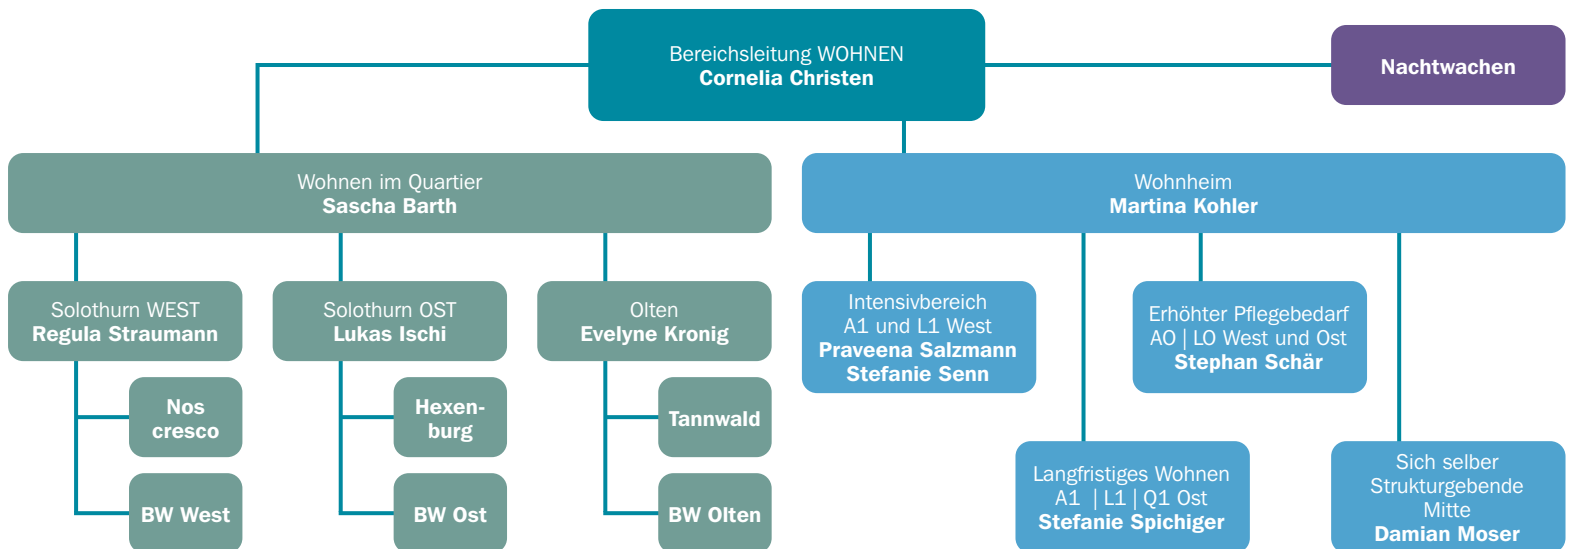 Bereichsleitung WOHNEN
Cornelia Christen
Nachtwachen
Wohnen im Quartier
Sascha Barth
Wohnheim
Martina Kohler
Solothurn WEST
Regula Straumann
Solothurn OST
Lukas Ischi
Olten
Evelyne Kronig
Intensivbereich
A1 und L1 West
Praveena Salzmann
Stefanie Senn
Erhöhter Pflegebedarf
AO | LO West und Ost
Stephan Schär
Nos
cresco
Hexen-
burg
Tannwald
BW West
BW Ost
BW Olten
Langfristiges Wohnen
A1 | L1 | Q1 Ost
Stefanie Spichiger
Sich selber
Strukturgebende
Mitte
Damian Moser